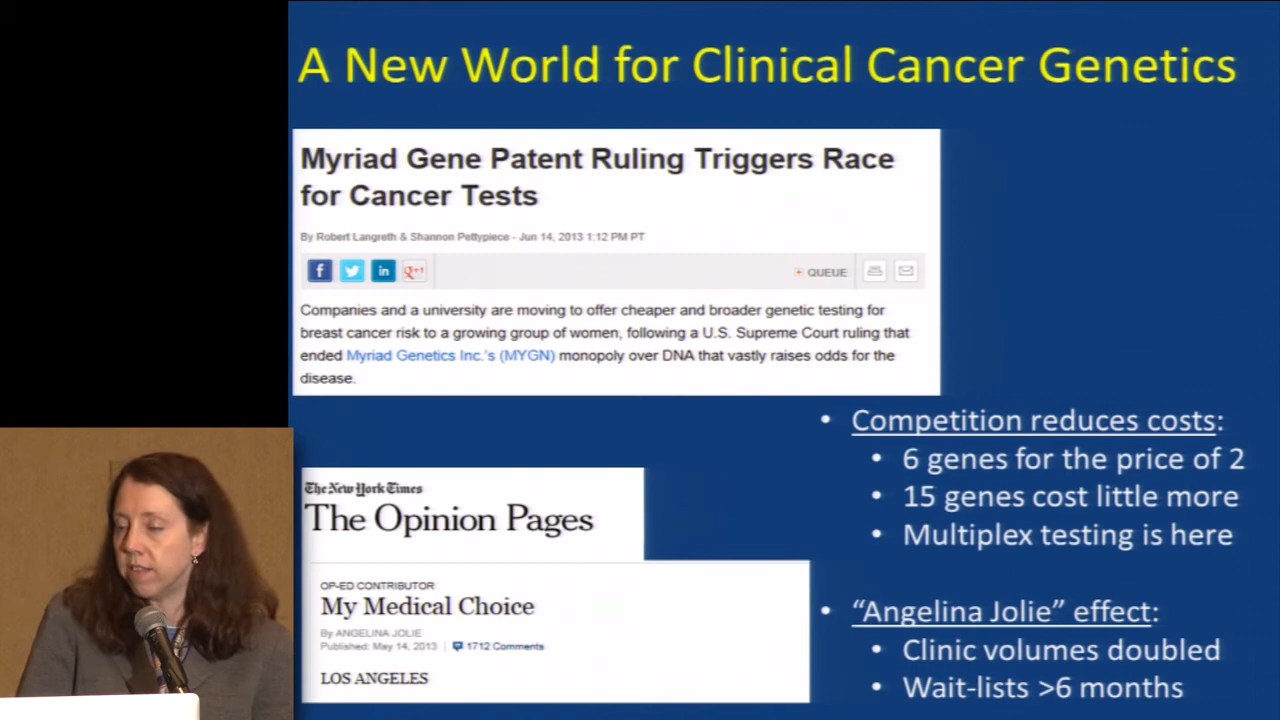 A New World for Clinical Cancer Genetics
Myriad Gene Patent Ruling Triggers Race
for Cancer Tests
By Robert Langreth & Shannon Pettypiece - Jun 14, 2013 1:12 PM PT
f
in
g+1
+ QUEUE
Companies and a university are moving to offer cheaper and broader genetic testing for
breast cancer risk to a growing group of women, following a U.S. Supreme Court ruling that
ended Myriad Genetics Inc.'s (MYGN) monopoly over DNA that vastly raises odds for the
disease.
The New York Times
The Opinion Pages
OP-ED CONTRIBUTOR
My Medical Choice
By ANGELINA JOLIE
Published: May 14, 2013 | 1712 Comments
LOS ANGELES
• Competition reduces costs:
• 6 genes for the price of 2
• 15 genes cost little more
• Multiplex testing is here
• “Angelina Jolie” effect:
• Clinic volumes doubled
• Wait-lists >6 months